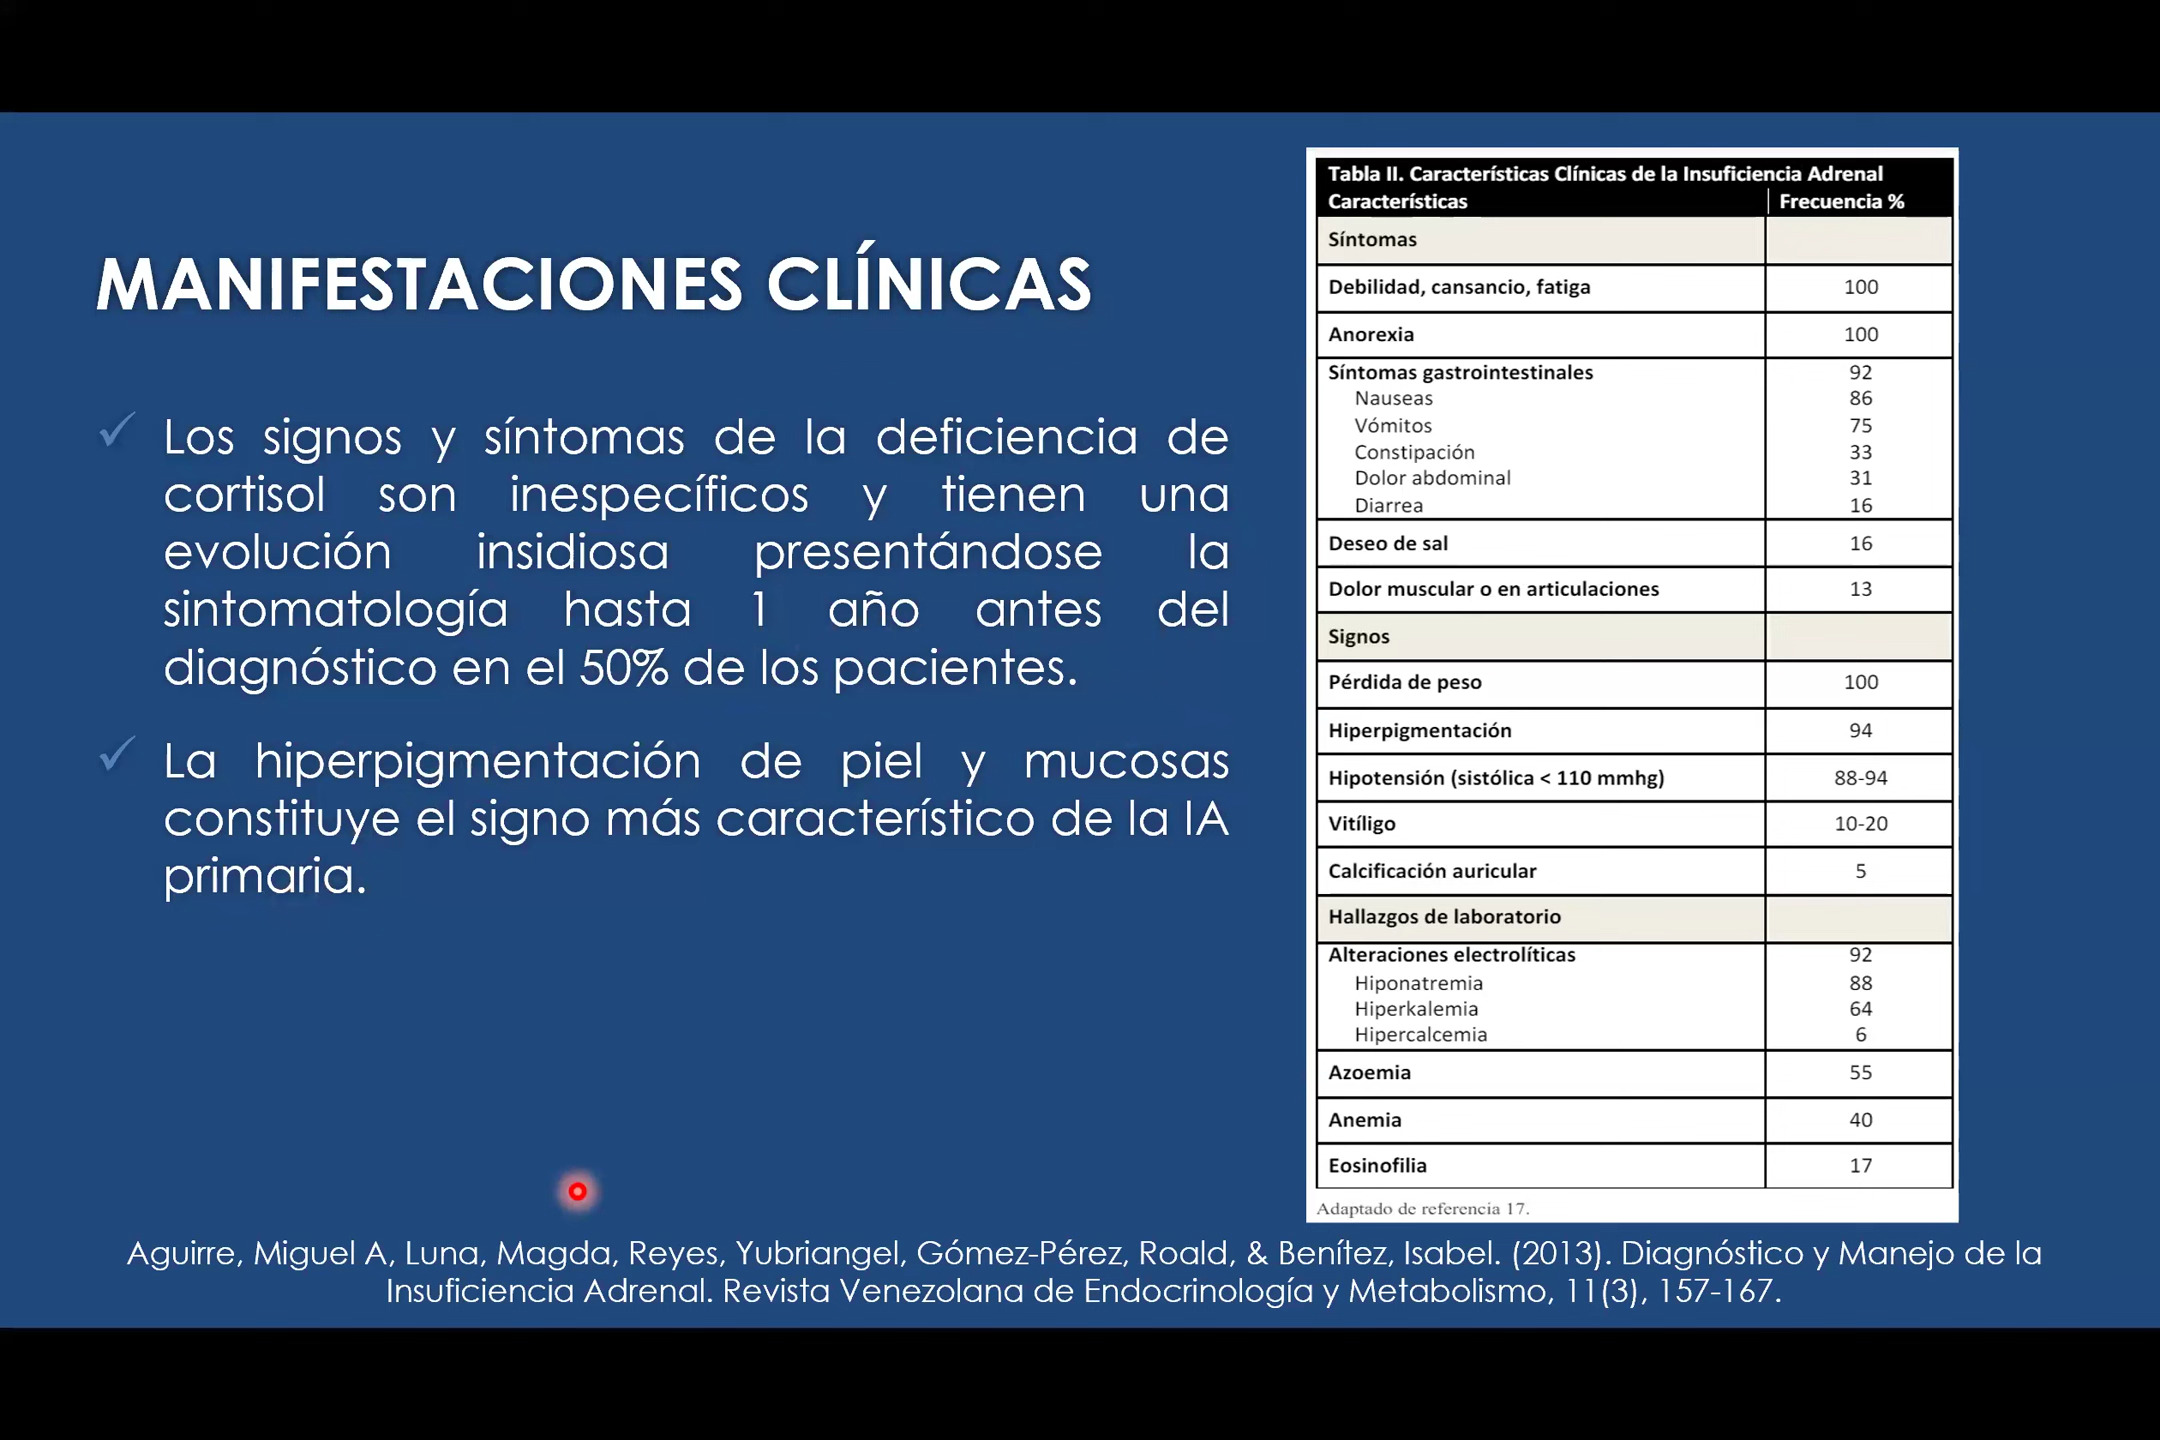 MANIFESTACIONES CLÍNICAS
Los signos y síntomas de la deficiencia de
cortisol son inespecíficos y tienen una
evolución insidiosa presentándose la
sintomatología hasta 1 año antes del
diagnóstico en el 50% de los pacientes.
La hiperpigmentación de piel y mucosas
constituye el signo más característico de la IA
primaria.
Tabla II. Características Clínicas de la Insuficiencia Adrenal
Características Frecuencia %
Síntomas
Debilidad, cansancio, fatiga 100
Anorexia 100
Síntomas gastrointestinales 92
Nauseas 86
Vómitos 75
Constipación 33
Dolor abdominal 31
Diarrea 16
Deseo de sal 16
Dolor muscular o en articulaciones 13
Signos
Pérdida de peso 100
Hiperpigmentación 94
Hipotensión (sistólica < 110 mmhg) 88-94
Vitíligo 10-20
Calcificación auricular 5
Hallazgos de laboratorio
Alteraciones electrolíticas 92
Hiponatremia 88
Hiperkalemia 64
Hipercalcemia 6
Azoemia 55
Anemia 40
Eosinofilia 17
Adaptado de referencia 17.
Aguirre, Miguel A, Luna, Magda, Reyes, Yubriangel, Gómez-Pérez, Roald, & Benítez, Isabel. (2013). Diagnóstico y Manejo de la
Insuficiencia Adrenal. Revista Venezolana de Endocrinología y Metabolismo, 11(3), 157-167.